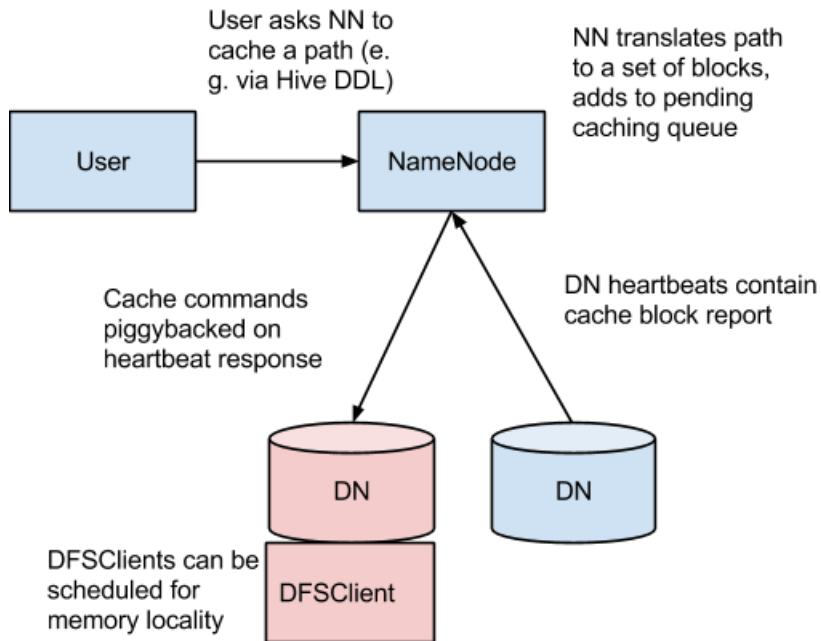 User asks NN to
cache a path (e.
g. via Hive DDL)
NN translates path
to a set of blocks,
adds to pending
caching queue
User
NameNode
Cache commands
piggybacked on
heartbeat response
DN heartbeats contain
cache block report
DN
DN
DFSClients can be
scheduled for
memory locality
DFSClient